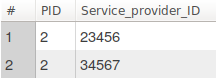 # PID Service_provider_ID
1 2 23456
2 2 34567